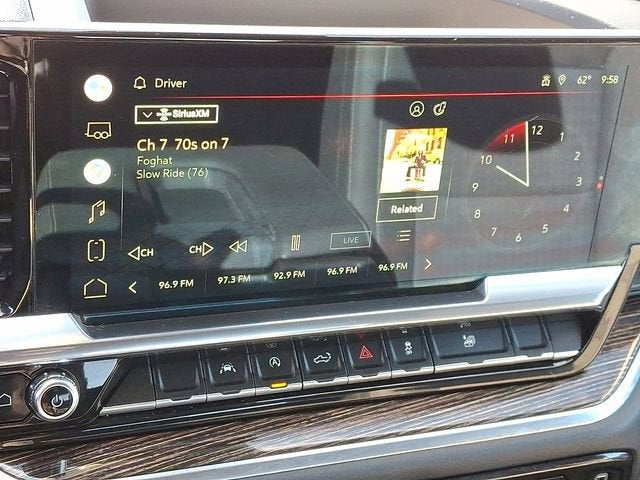 Driver
62° 9:58
SiriusXM
Ch 7 70s on 7
Foghat
Slow Ride (76)
Related
CH CH LIVE
96.9 FM 97.3 FM 92.9 FM 96.9 FM 96.9 FM
11 12 1
10 2
9 3
8 4
7 6 5
A